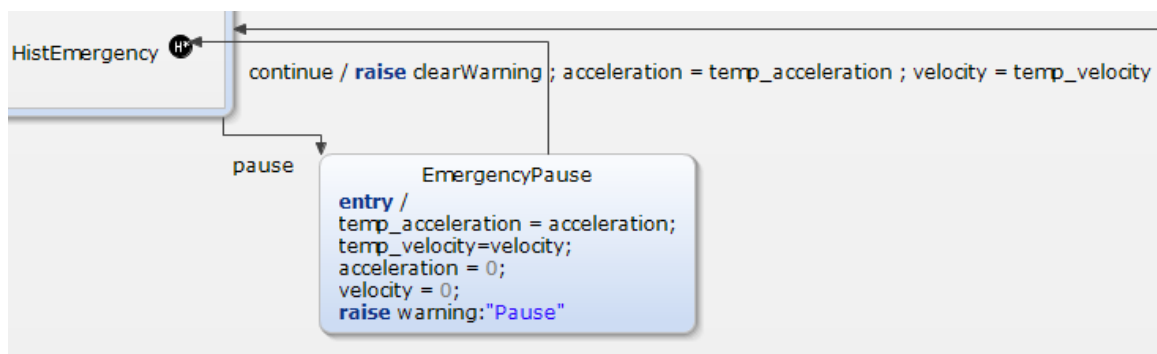 HistEmergency H*
continue / raise clearWarning ; acceleration = temp_acceleration ; velocity = temp_velocity
pause
EmergencyPause
entry /
temp_acceleration = acceleration;
temp_velocity=velocity;
acceleration = 0;
velocity = 0;
raise warning:"Pause"